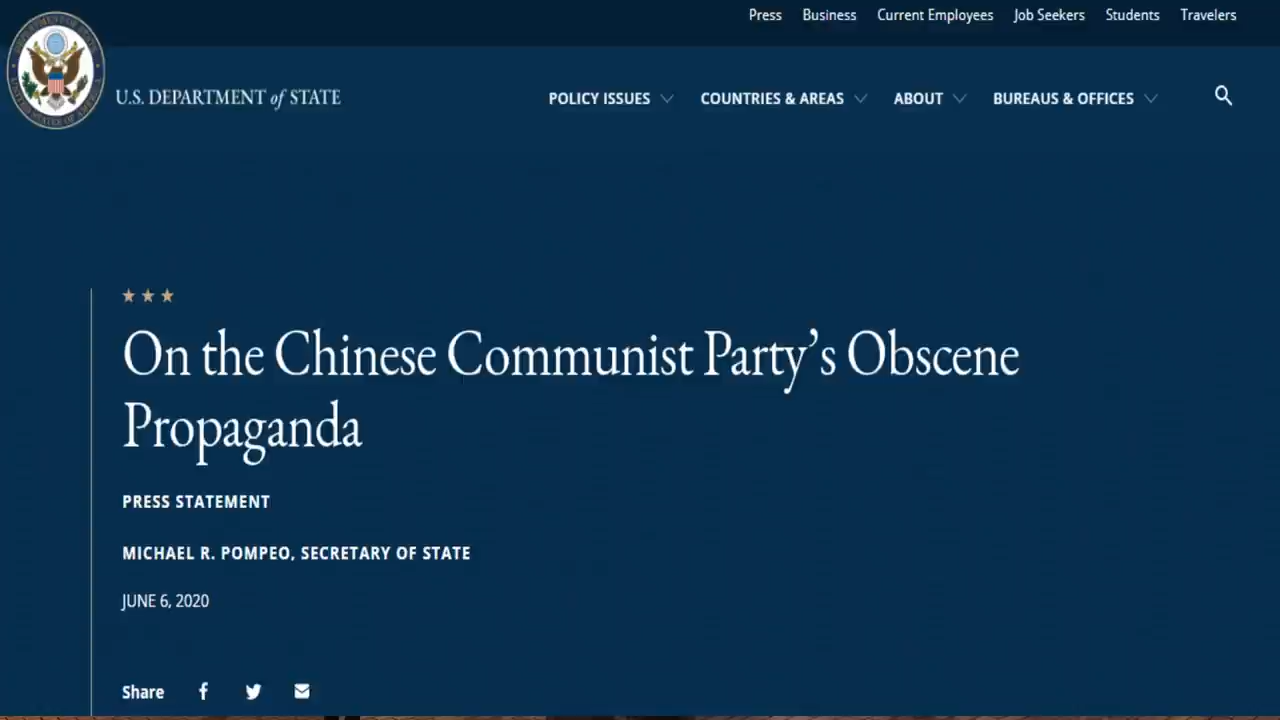 Press Business Current Employees Job Seekers Students Travelers
U.S. DEPARTMENT of STATE
POLICY ISSUES COUNTRIES & AREAS ABOUT BUREAUS & OFFICES
On the Chinese Communist Party’s Obscene
Propaganda
PRESS STATEMENT
MICHAEL R. POMPEO, SECRETARY OF STATE
JUNE 6, 2020
Share